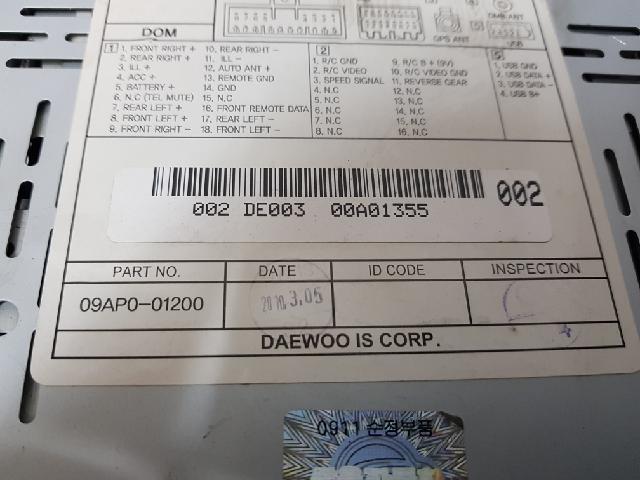 DMB ANT
GPS ANT
USB
DOM
1
1. FRONT RIGHT +
2. REAR RIGHT +
3. ILL +
4. ACC +
5. BATTERY +
6. N.C (TEL MUTE)
7. REAR LEFT +
8. FRONT LEFT +
9. FRONT RIGHT -
10. REAR RIGHT -
11. ILL -
12. AUTO ANT +
13. REMOTE GND
14. GND
15. N.C
16. FRONT REMOTE DATA
17. REAR LEFT -
18. FRONT LEFT -
2
1. R/C GND
2. R/C VIDEO
3. SPEED SIGNAL
4. N.C
5. N.C
6. N.C
7. N.C
8. N.C
9. R/C B + (9V)
10. R/C VIDEO GND
11. REVERSE GEAR
12. N.C
13. N.C
14. N.C
15. N.C
16. N.C
1. USB GND
2. USB DATA +
3. USB DATA -
4. USB B+
002 DE003 00A01355
002
PART NO.
DATE
ID CODE
INSPECTION
09AP0-01200
2010.3.05
DAEWOO IS CORP.
0911 순정부품